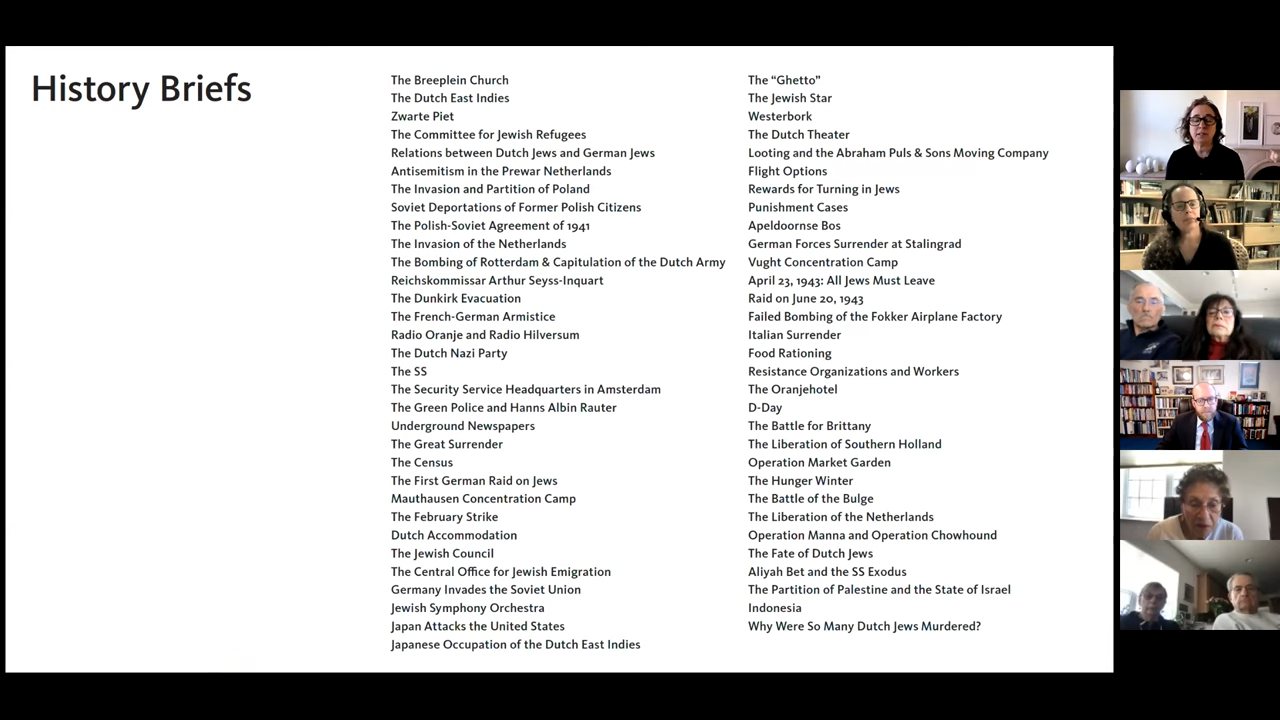 History Briefs
The Breeplein Church
The Dutch East Indies
Zwarte Piet
The Committee for Jewish Refugees
Relations between Dutch Jews and German Jews
Antisemitism in the Prewar Netherlands
The Invasion and Partition of Poland
Soviet Deportations of Former Polish Citizens
The Polish-Soviet Agreement of 1941
The Invasion of the Netherlands
The Bombing of Rotterdam & Capitulation of the Dutch Army
Reichskommissar Arthur Seyss-Inquart
The Dunkirk Evacuation
The French-German Armistice
Radio Oranje and Radio Hilversum
The Dutch Nazi Party
The SS
The Security Service Headquarters in Amsterdam
The Green Police and Hanns Albin Rauter
Underground Newspapers
The Great Surrender
The Census
The First German Raid on Jews
Mauthausen Concentration Camp
The February Strike
Dutch Accommodation
The Jewish Council
The Central Office for Jewish Emigration
Germany Invades the Soviet Union
Jewish Symphony Orchestra
Japan Attacks the United States
Japanese Occupation of the Dutch East Indies
The “Ghetto”
The Jewish Star
Westerbork
The Dutch Theater
Looting and the Abraham Puls & Sons Moving Company
Flight Options
Rewards for Turning in Jews
Punishment Cases
Apeldoornse Bos
German Forces Surrender at Stalingrad
Vught Concentration Camp
April 23, 1943: All Jews Must Leave
Raid on June 20, 1943
Failed Bombing of the Fokker Airplane Factory
Italian Surrender
Food Rationing
Resistance Organizations and Workers
The Oranjehotel
D-Day
The Battle for Brittany
The Liberation of Southern Holland
Operation Market Garden
The Hunger Winter
The Battle of the Bulge
The Liberation of the Netherlands
Operation Manna and Operation Chowhound
The Fate of Dutch Jews
Aliyah Bet and the SS Exodus
The Partition of Palestine and the State of Israel
Indonesia
Why Were So Many Dutch Jews Murdered?